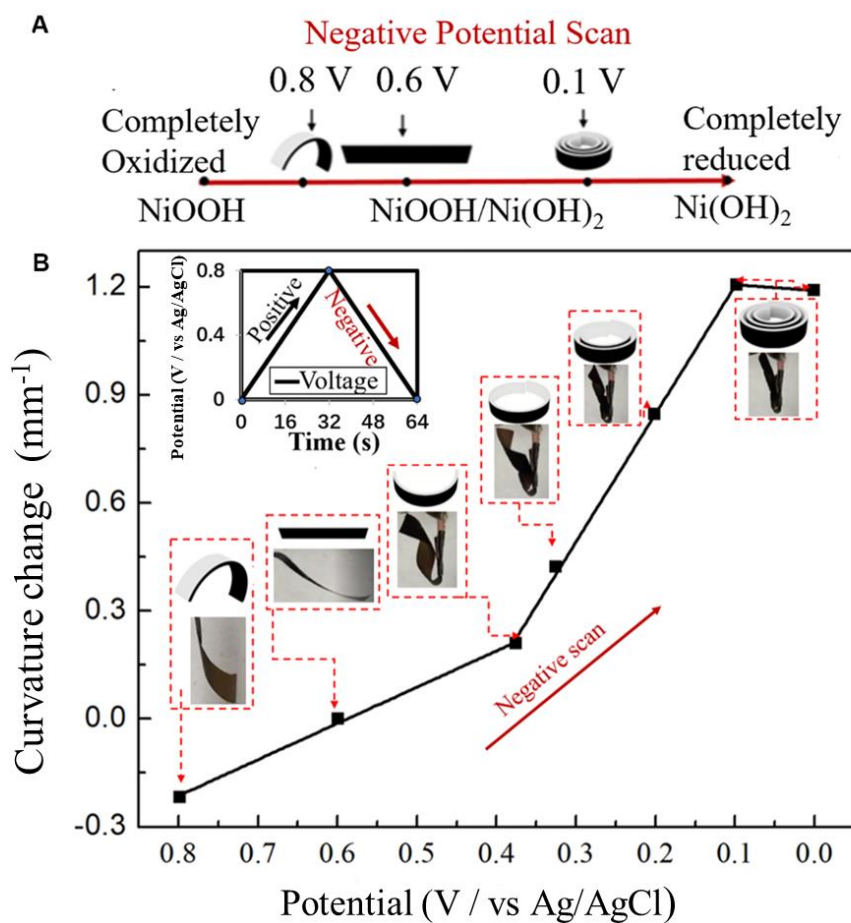 A
Negative Potential Scan
0.8 V 0.6 V 0.1 V
Completely Oxidized
Completely reduced
NiOOH NiOOH/Ni(OH)₂ Ni(OH)₂
B
Curvature change (mm⁻¹)
1.2
0.9
0.6
0.3
0.0
-0.3
Potential (V / vs Ag/AgCl)
0.8
0.4
0
Positive
Negative
Voltage
0 16 32 48 64
Time (s)
Negative scan
0.8 0.7 0.6 0.5 0.4 0.3 0.2 0.1 0.0
Potential (V / vs Ag/AgCl)